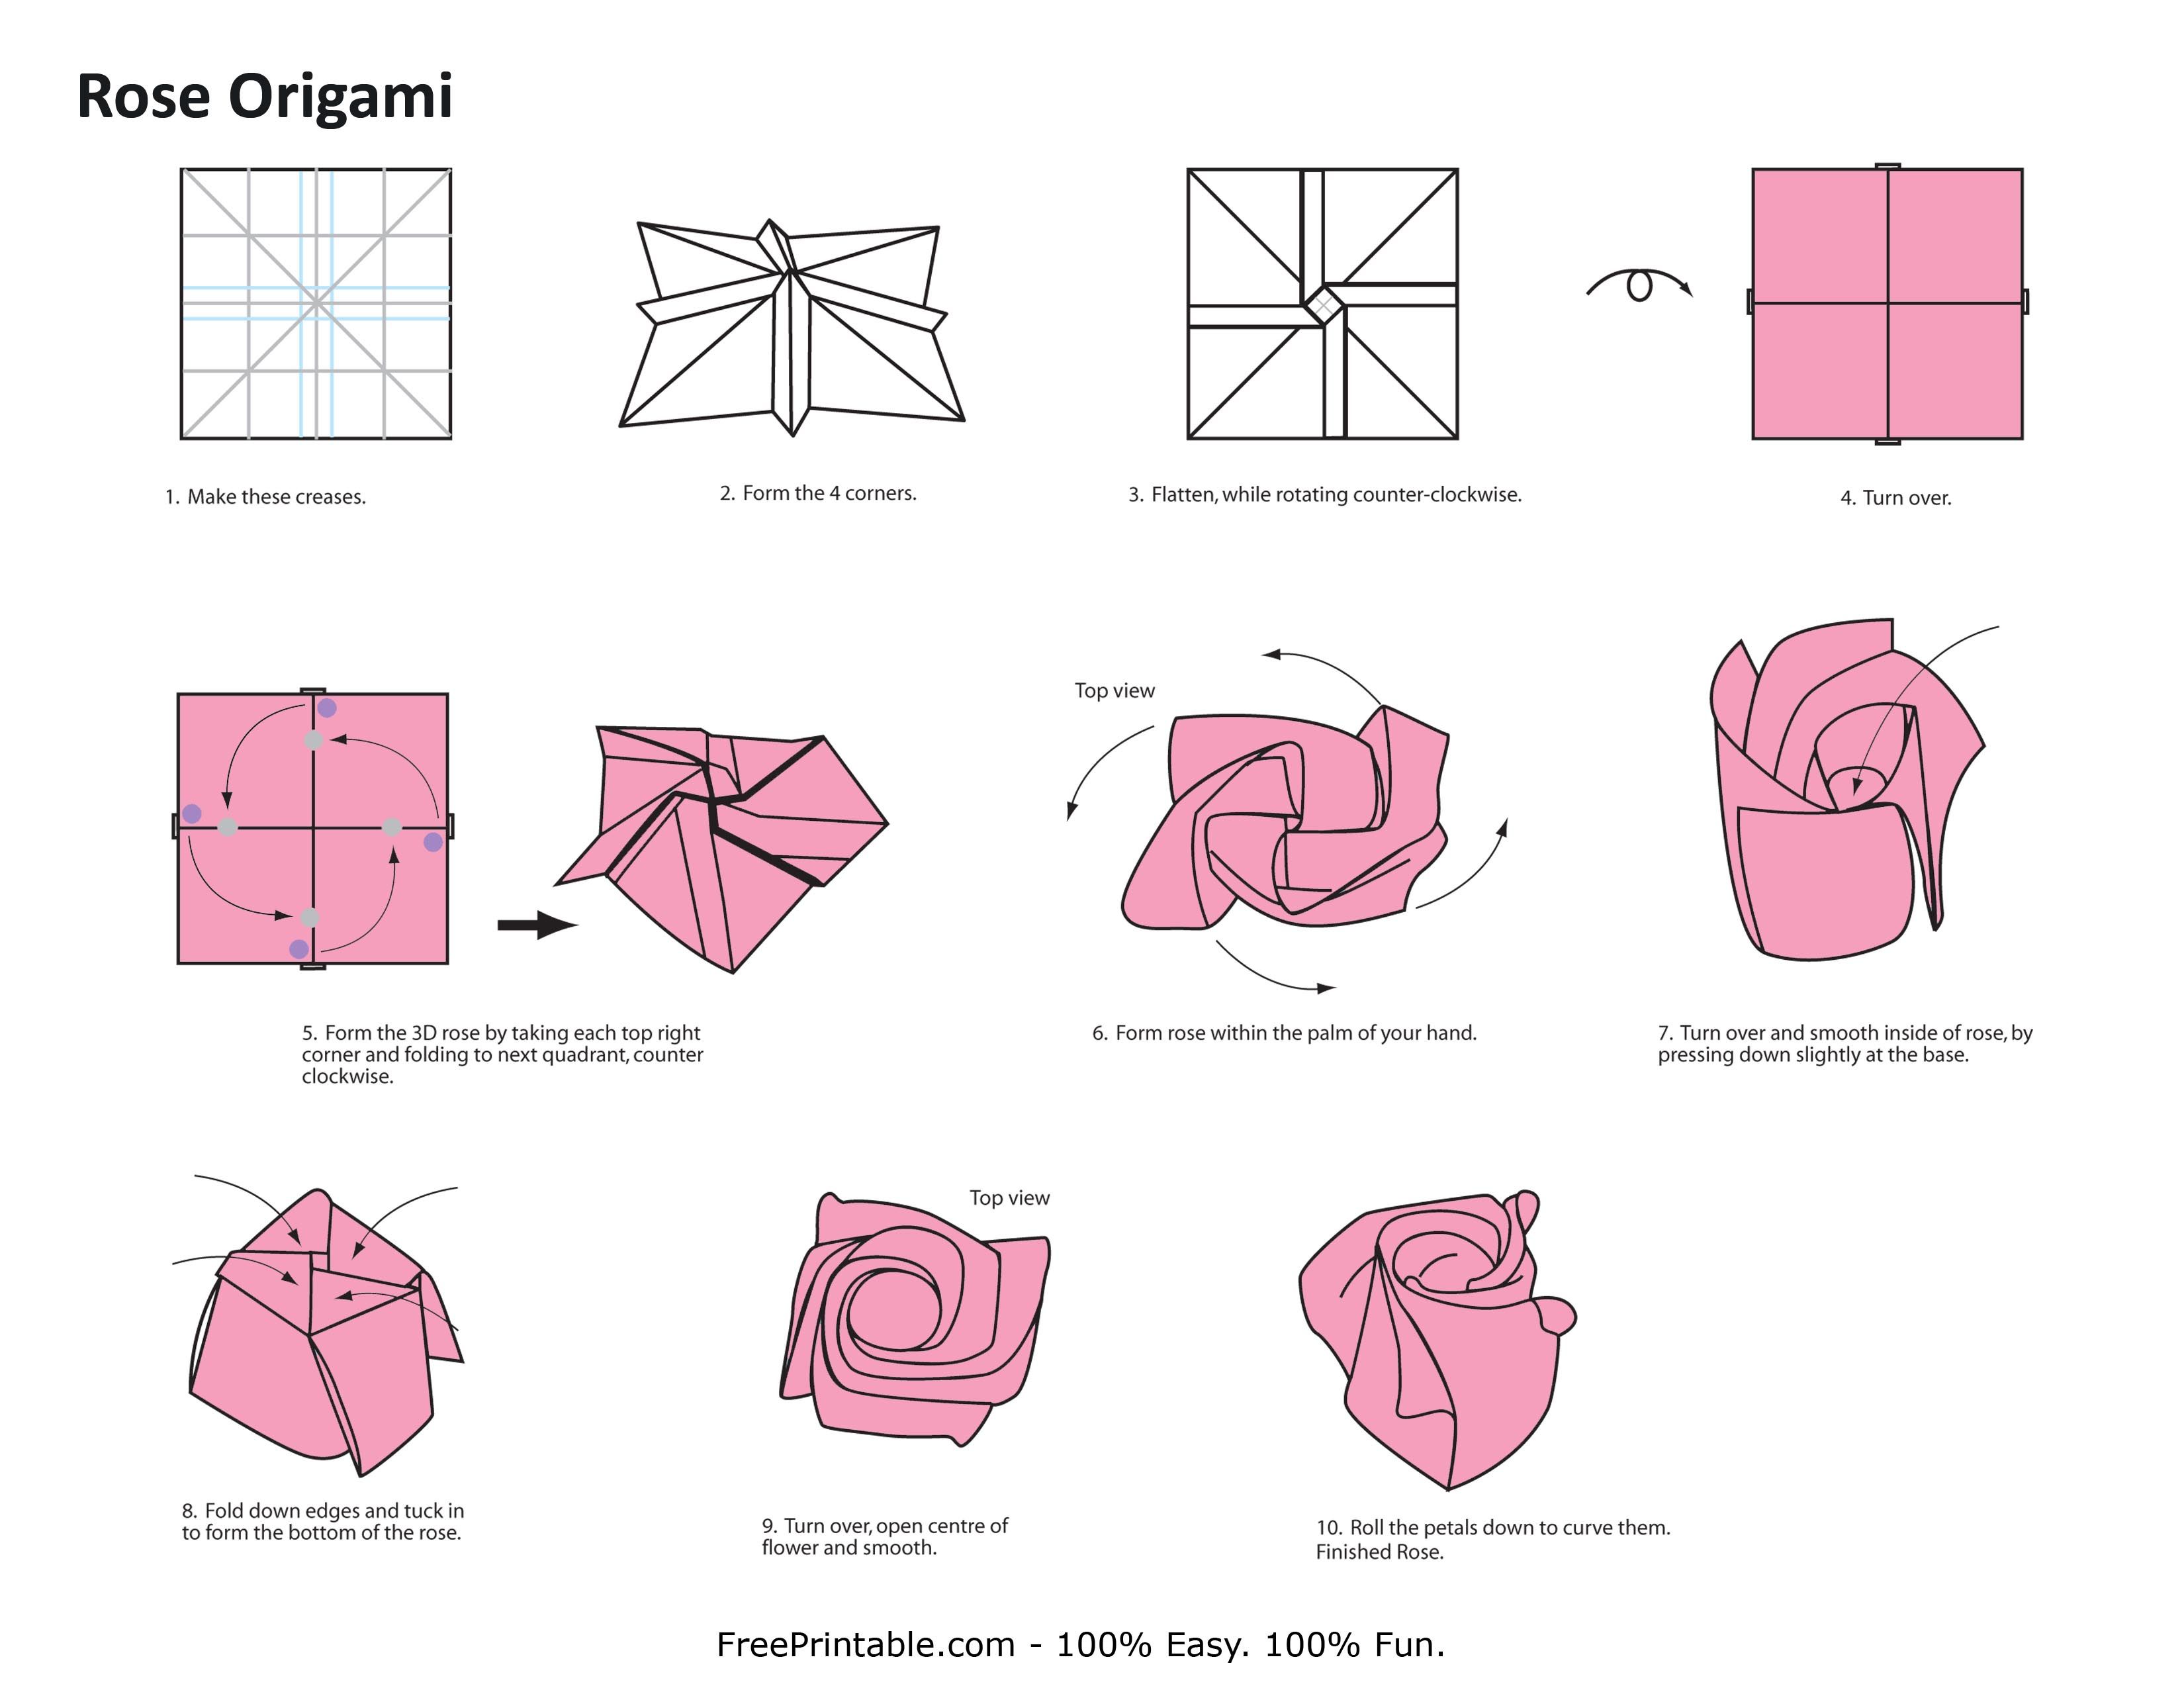 Rose Origami
1. Make these creases.
2. Form the 4 corners.
3. Flatten, while rotating counter-clockwise.
4. Turn over.
Top view
5. Form the 3D rose by taking each top right
corner and folding to next quadrant, counter
clockwise.
6. Form rose within the palm of your hand.
7. Turn over and smooth inside of rose, by
pressing down slightly at the base.
Top view
8. Fold down edges and tuck in
to form the bottom of the rose.
9. Turn over, open centre of
flower and smooth.
10. Roll the petals down to curve them.
Finished Rose.
FreePrintable.com - 100% Easy. 100% Fun.